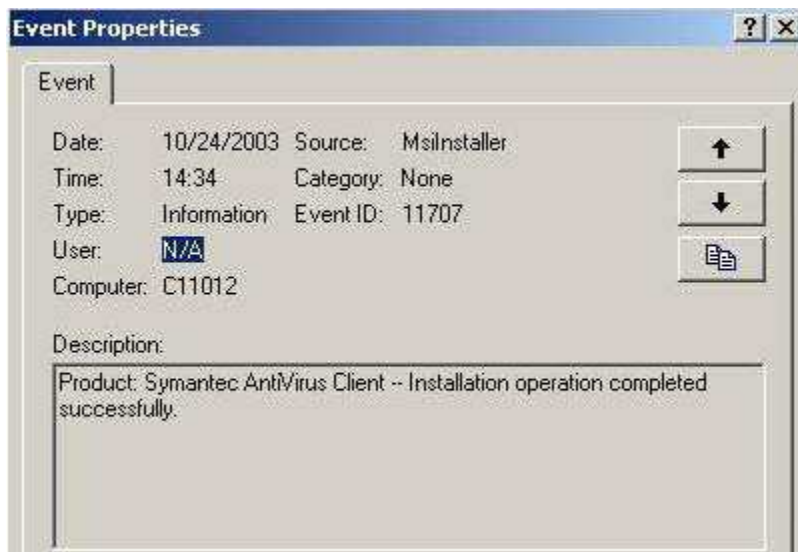 Event Properties
Event
Date: 10/24/2003 Source: MsiInstaller
Time: 14:34 Category: None
Type: Information Event ID: 11707
User: N/A
Computer: C11012
Description:
Product: Symantec AntiVirus Client -- Installation operation completed
successfully.